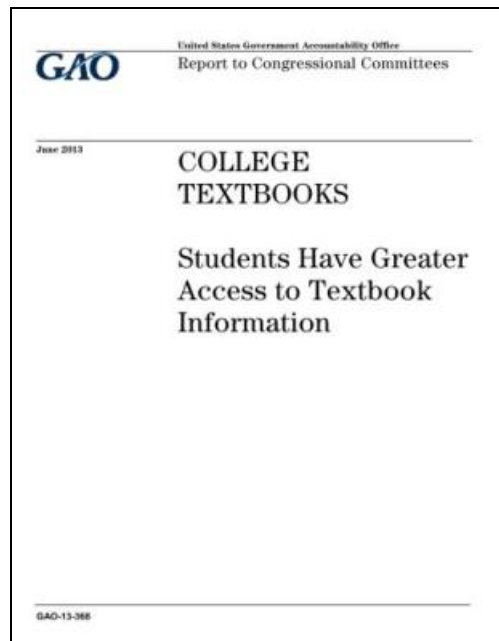 United States Government Accountability Office
GAO
Report to Congressional Committees
June 2013
COLLEGE
TEXTBOOKS
Students Have Greater
Access to Textbook
Information
GAO-13-368